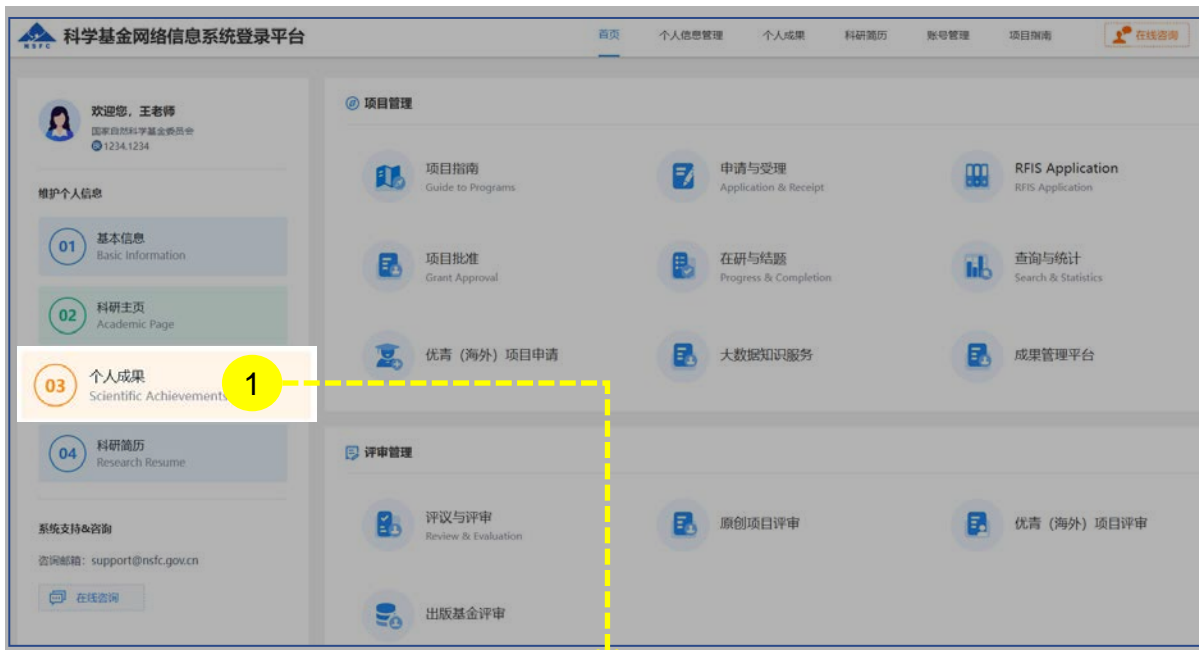 NSFC
科学基金网络信息系统登录平台
首页 个人信息管理 个人成果 科研简历 账号管理 项目指南 在线咨询
欢迎您，王老师
国家自然科学基金委员会
1234.1234
维护个人信息
01 基本信息
Basic Information
02 科研主页
Academic Page
03 个人成果
Scientific Achievements
1
04 科研简历
Research Resume
系统支持&咨询
咨询邮箱：support@nsfc.gov.cn
在线咨询
项目管理
项目指南
Guide to Programs
申请与受理
Application & Receipt
RFIS Application
RFIS Application
项目批准
Grant Approval
在研与结题
Progress & Completion
查询与统计
Search & Statistics
优青（海外）项目申请
大数据知识服务
成果管理平台
评审管理
评议与评审
Review & Evaluation
原创项目评审
优青（海外）项目评审
出版基金评审